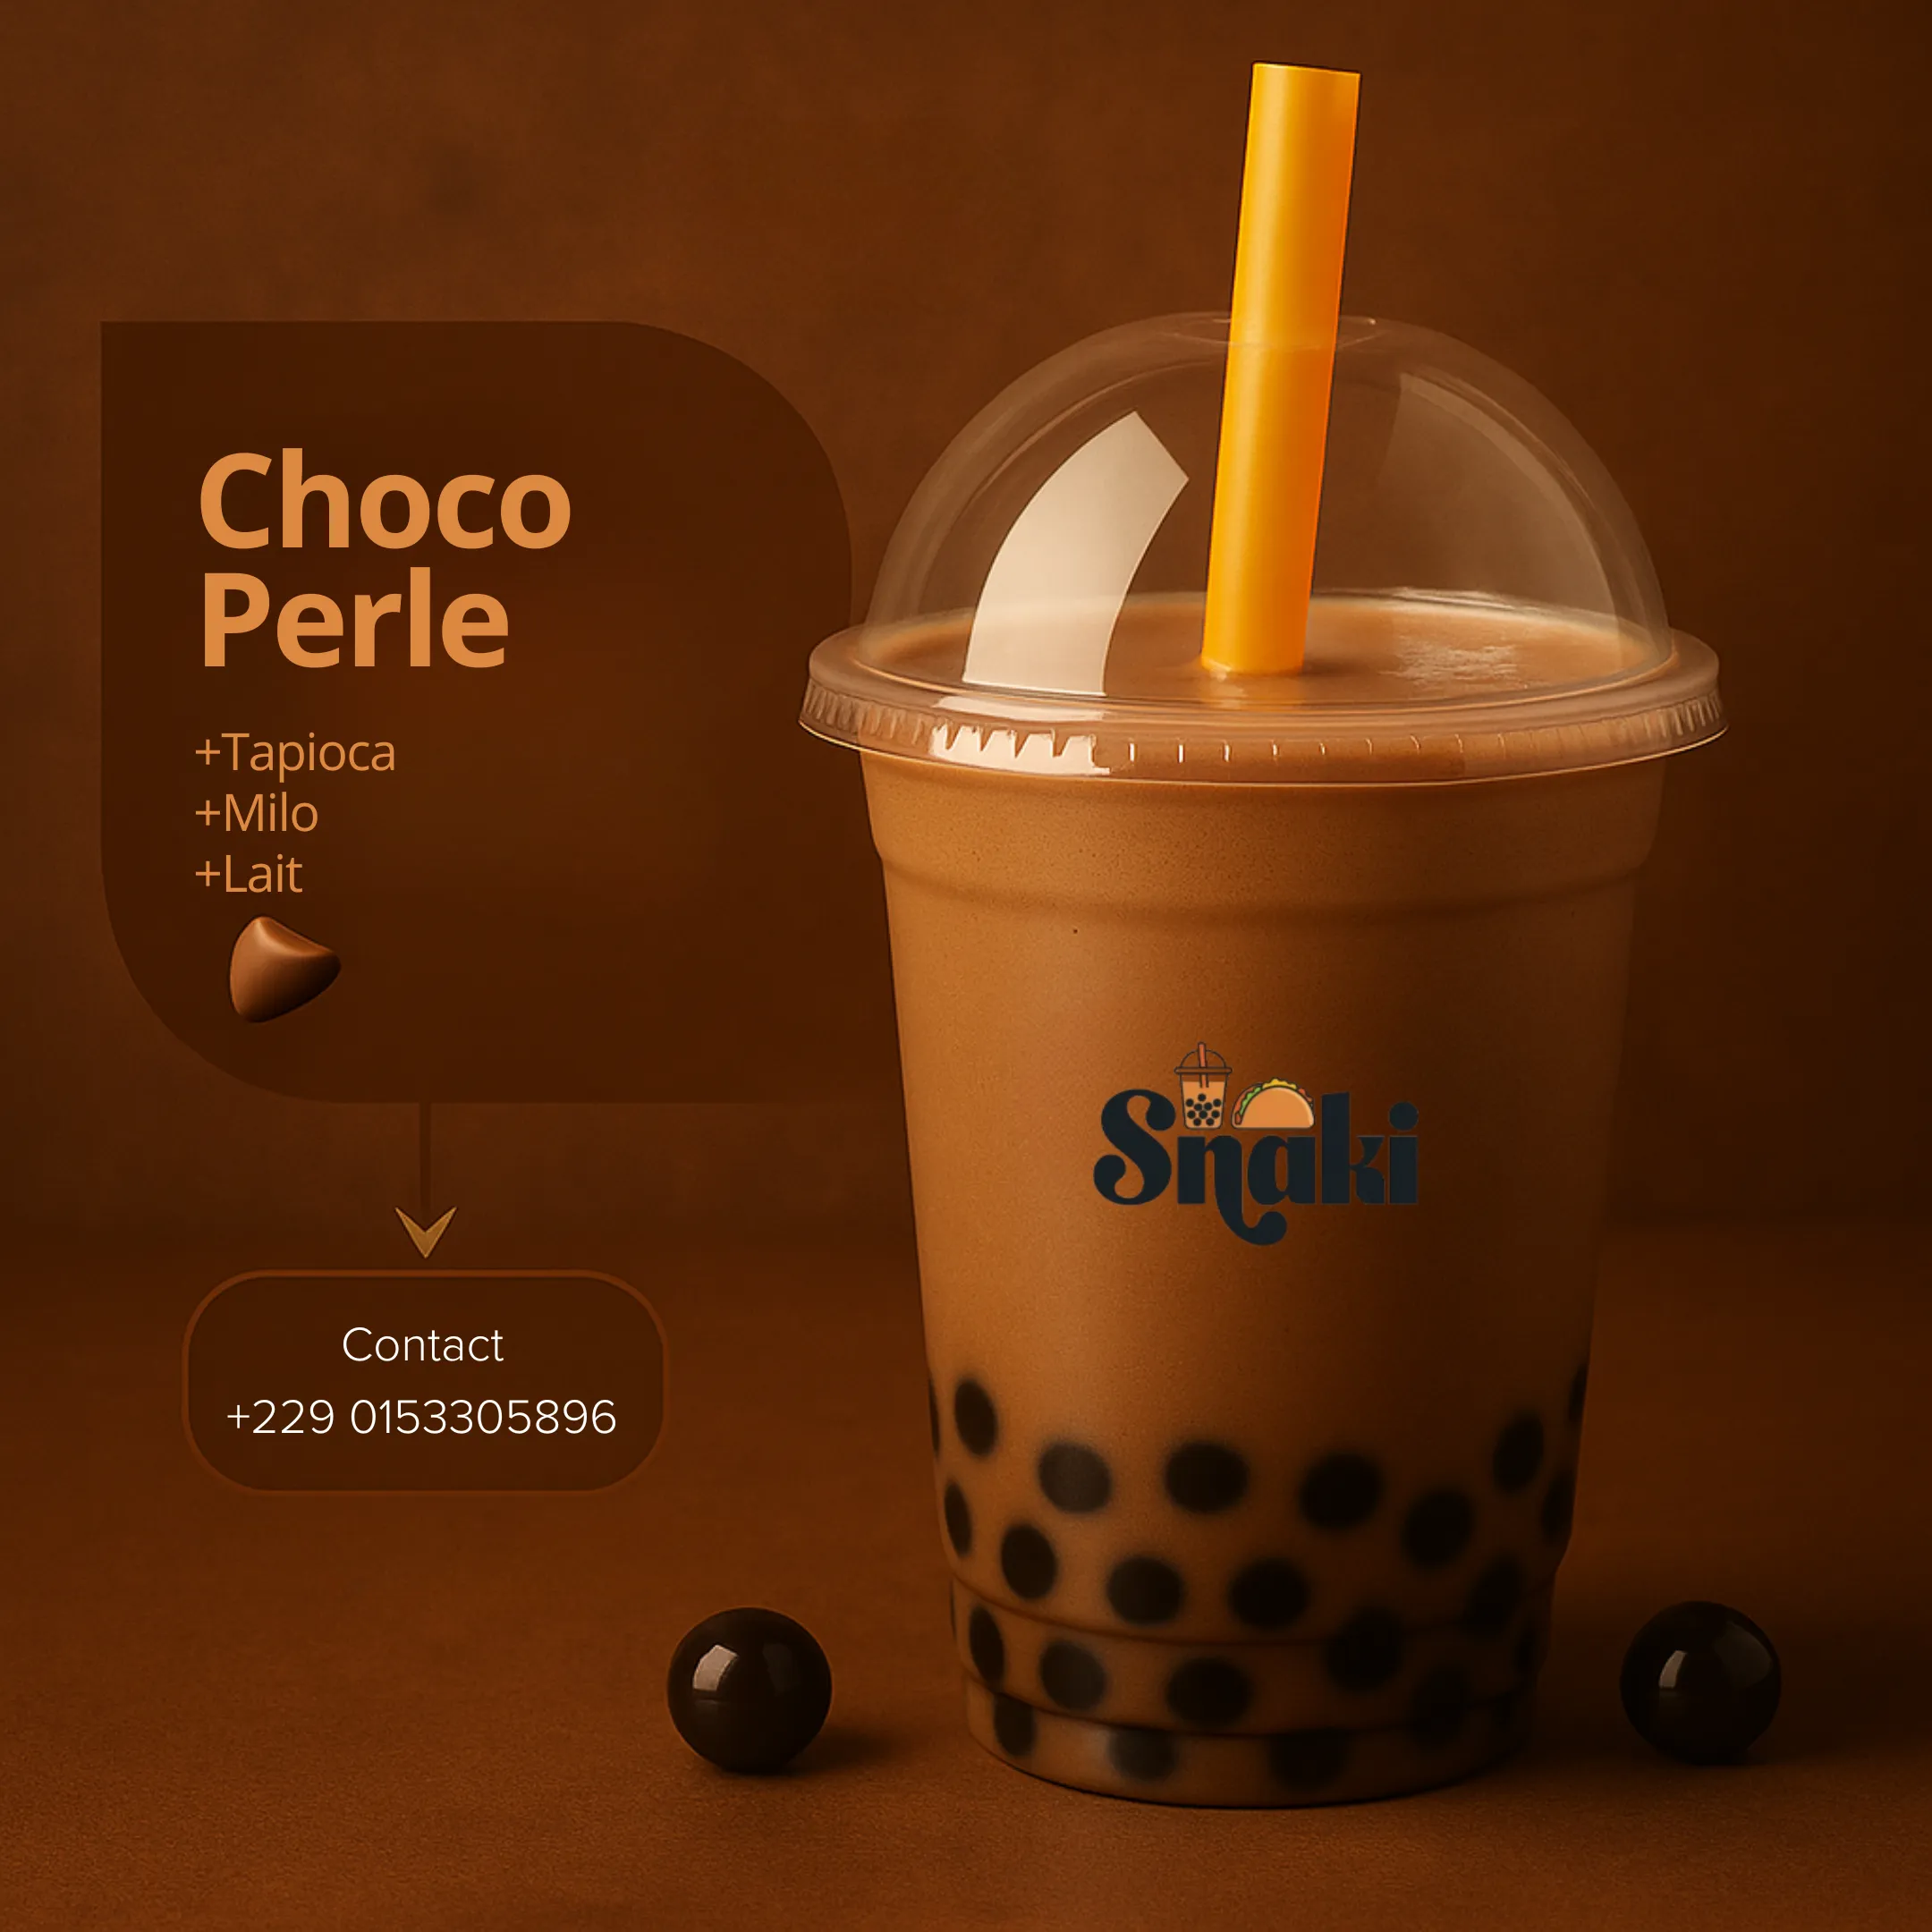 Choco
Perle
+Tapioca
+Milo
+Lait
Snaki
Contact
+229 0153305896